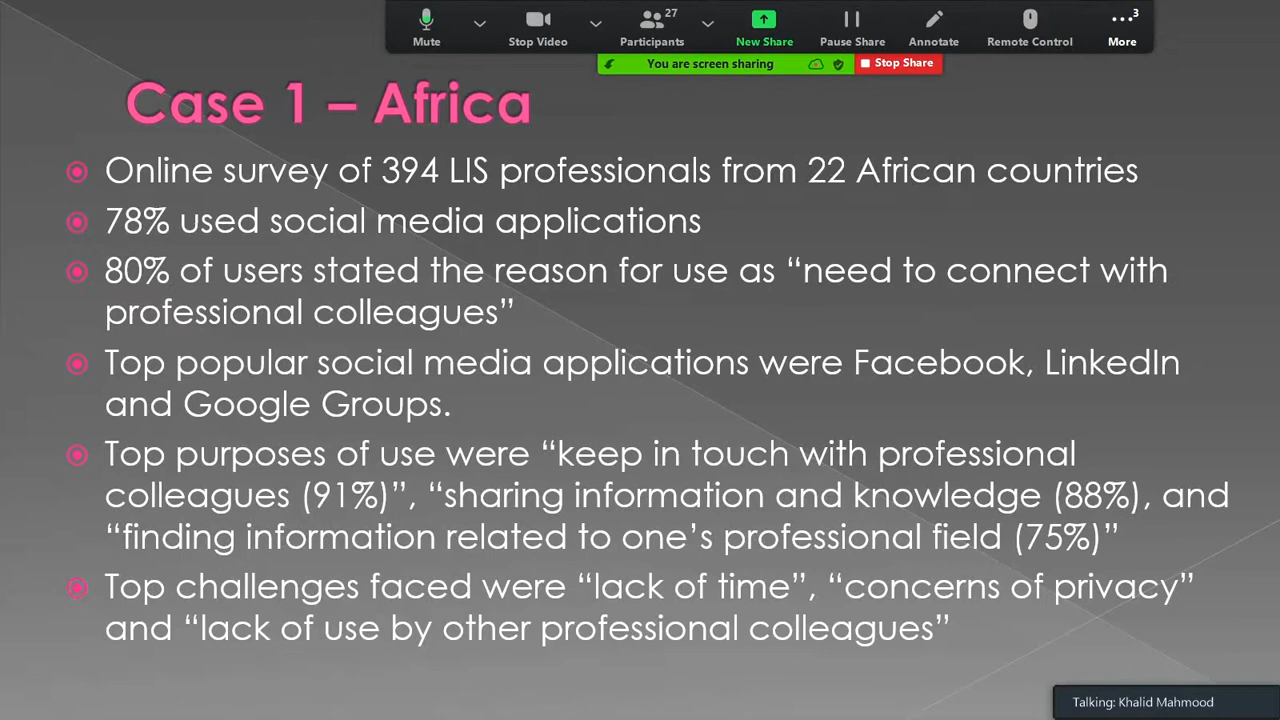 27
3
Mute
Stop Video
Participants
New Share
Pause Share
Annotate
Remote Control
More
You are screen sharing
Stop Share
Case 1 – Africa
Online survey of 394 LIS professionals from 22 African countries
78% used social media applications
80% of users stated the reason for use as “need to connect with
professional colleagues”
Top popular social media applications were Facebook, LinkedIn
and Google Groups.
Top purposes of use were “keep in touch with professional
colleagues (91%)”, “sharing information and knowledge (88%), and
“finding information related to one’s professional field (75%)”
Top challenges faced were “lack of time”, “concerns of privacy”
and “lack of use by other professional colleagues”
Talking: Khalid Mahmood